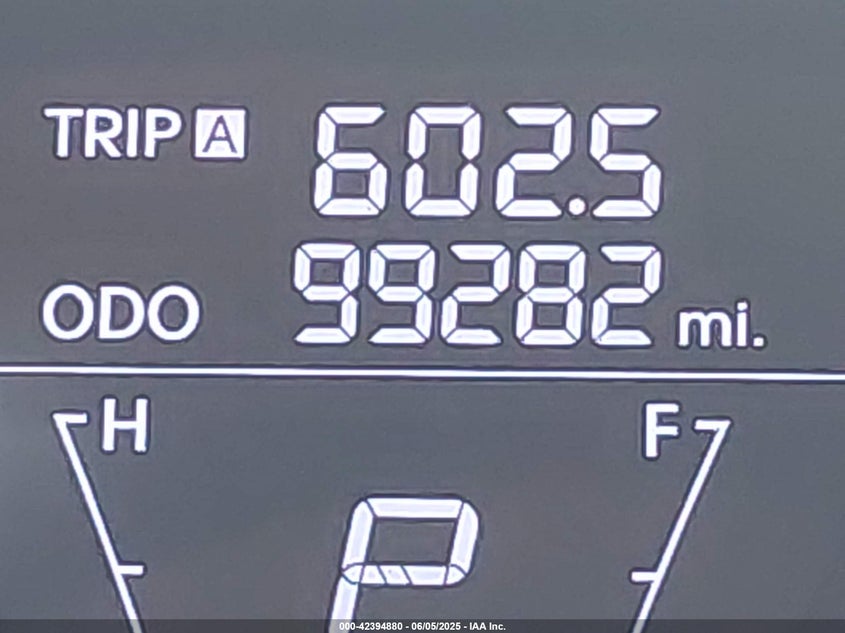 TRIP A 602.5
ODO 99282 mi.
H F
P
000-42394880 - 06/05/2025 - IAA Inc.